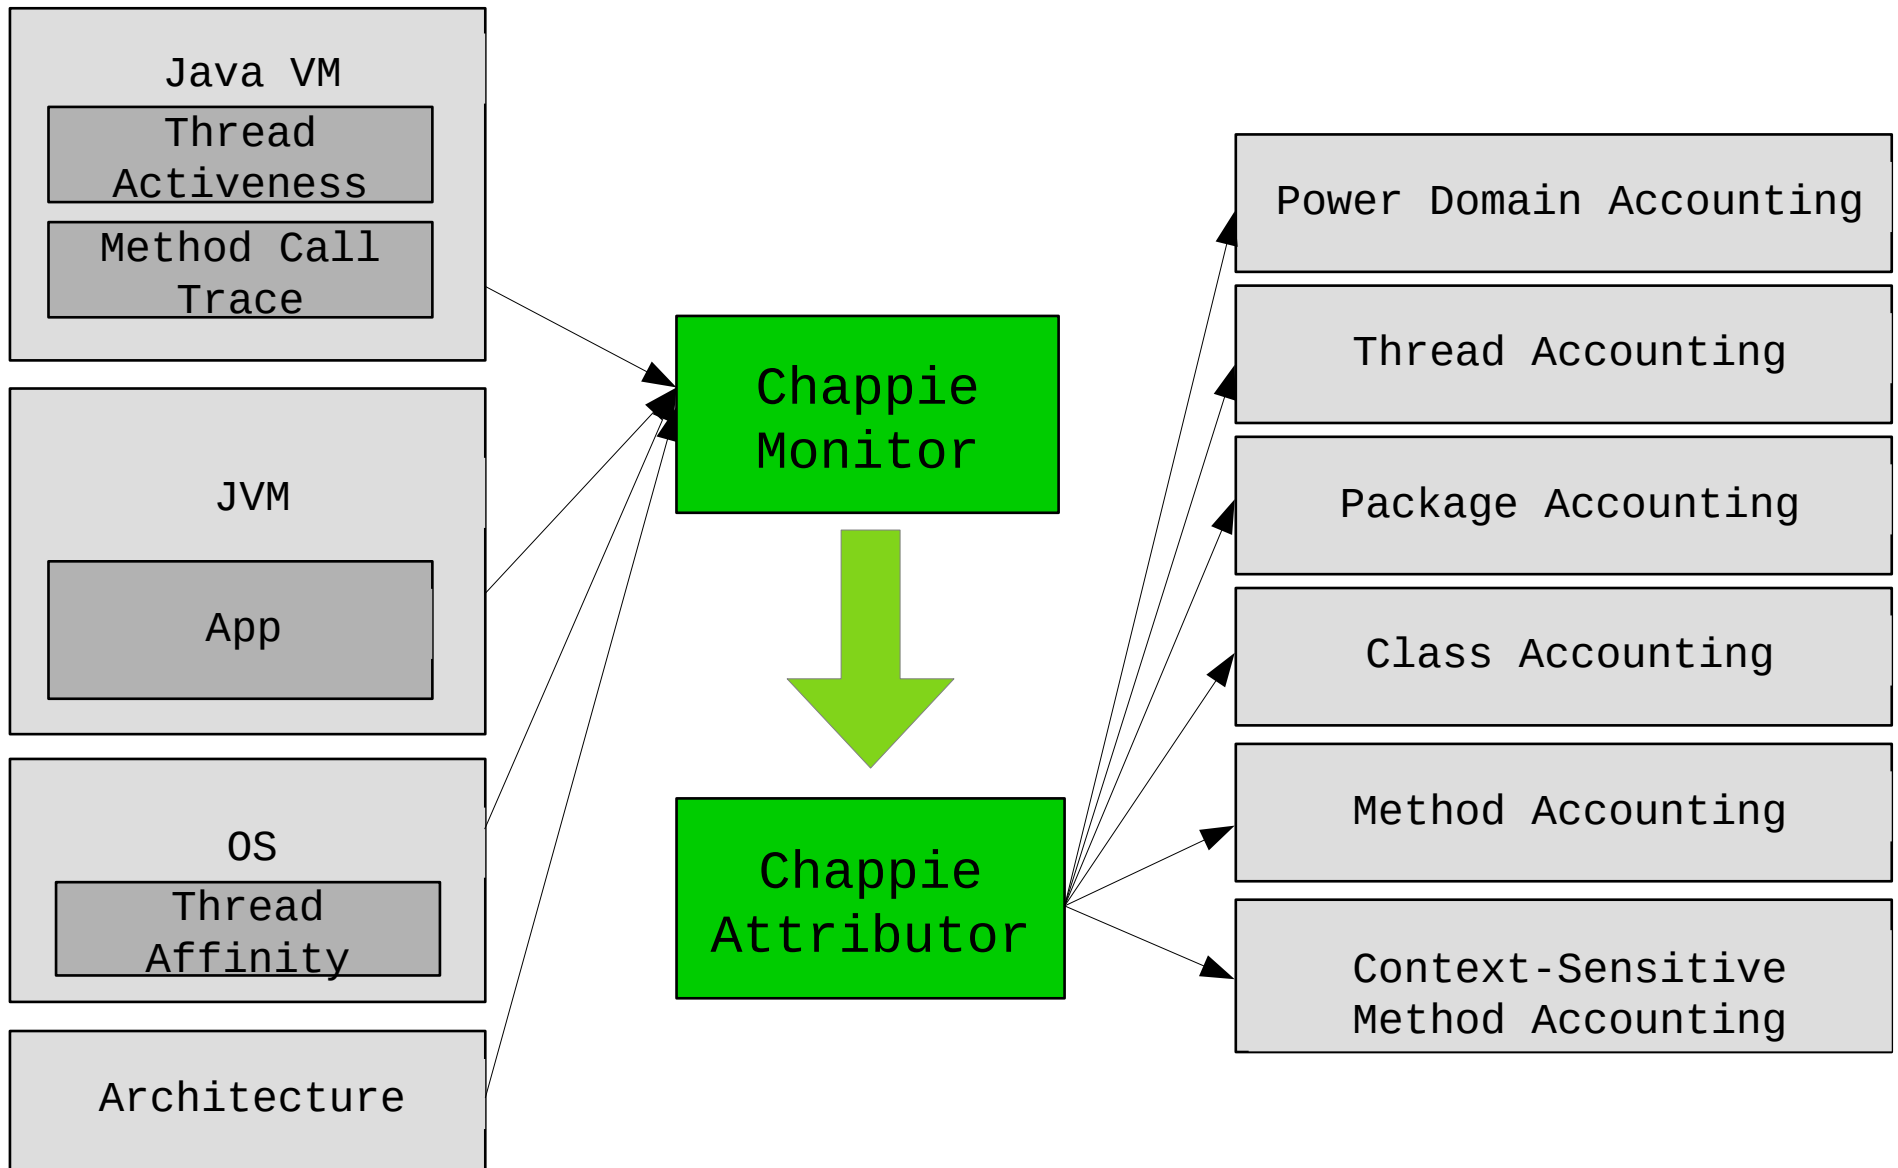 Java VM
Thread
Activeness
Method Call
Trace
JVM
App
OS
Thread
Affinity
Architecture
Chappie
Monitor
Chappie
Attributor
Power Domain Accounting
Thread Accounting
Package Accounting
Class Accounting
Method Accounting
Context-Sensitive
Method Accounting